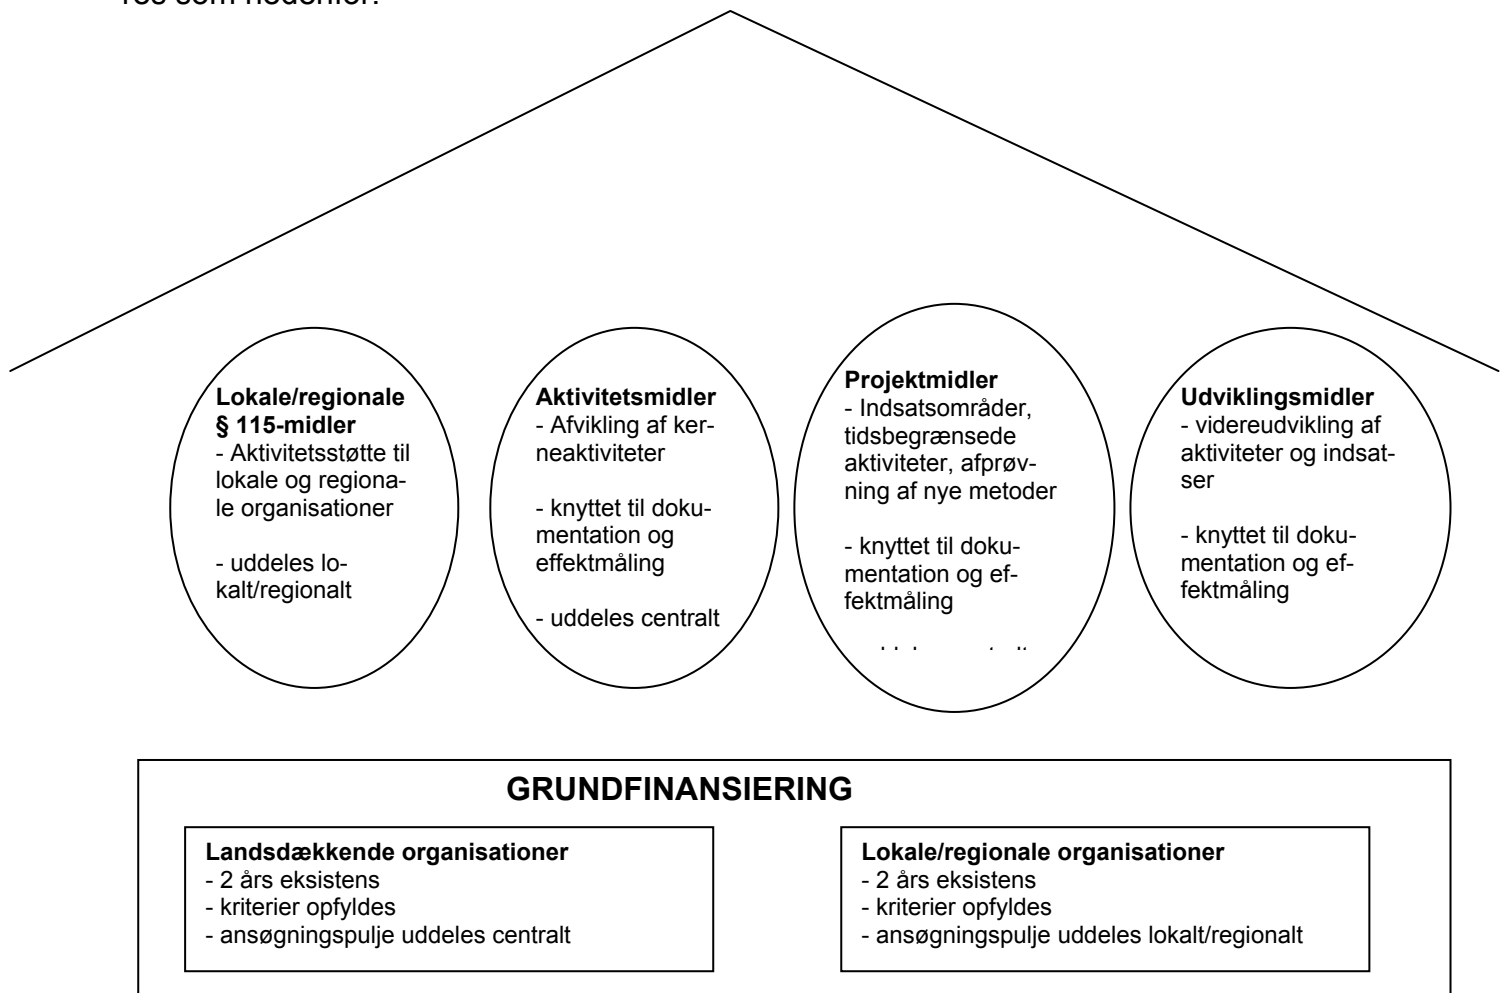 Lokale/regionale
§ 115-midler
- Aktivitetsstøtte til
lokale og regiona-
le organisationer
- uddeles lo-
kalt/regionalt
Aktivitetsmidler
- Afvikling af ker-
neaktiviteter
- knyttet til doku-
mentation og
effektmåling
- uddeles centralt
Projektmidler
- Indsatsområder,
tidsbegrænsede
aktiviteter, afprøv-
ning af nye metoder
- knyttet til doku-
mentation og ef-
fektmåling
Udviklingsmidler
- videreudvikling af
aktiviteter og indsat-
ser
- knyttet til doku-
mentation og ef-
fektmåling
GRUNDFINANSIERING
Landsdækkende organisationer
- 2 års eksistens
- kriterier opfyldes
- ansøgningspulje uddeles centralt
Lokale/regionale organisationer
- 2 års eksistens
- kriterier opfyldes
- ansøgningspulje uddeles lokalt/regionalt